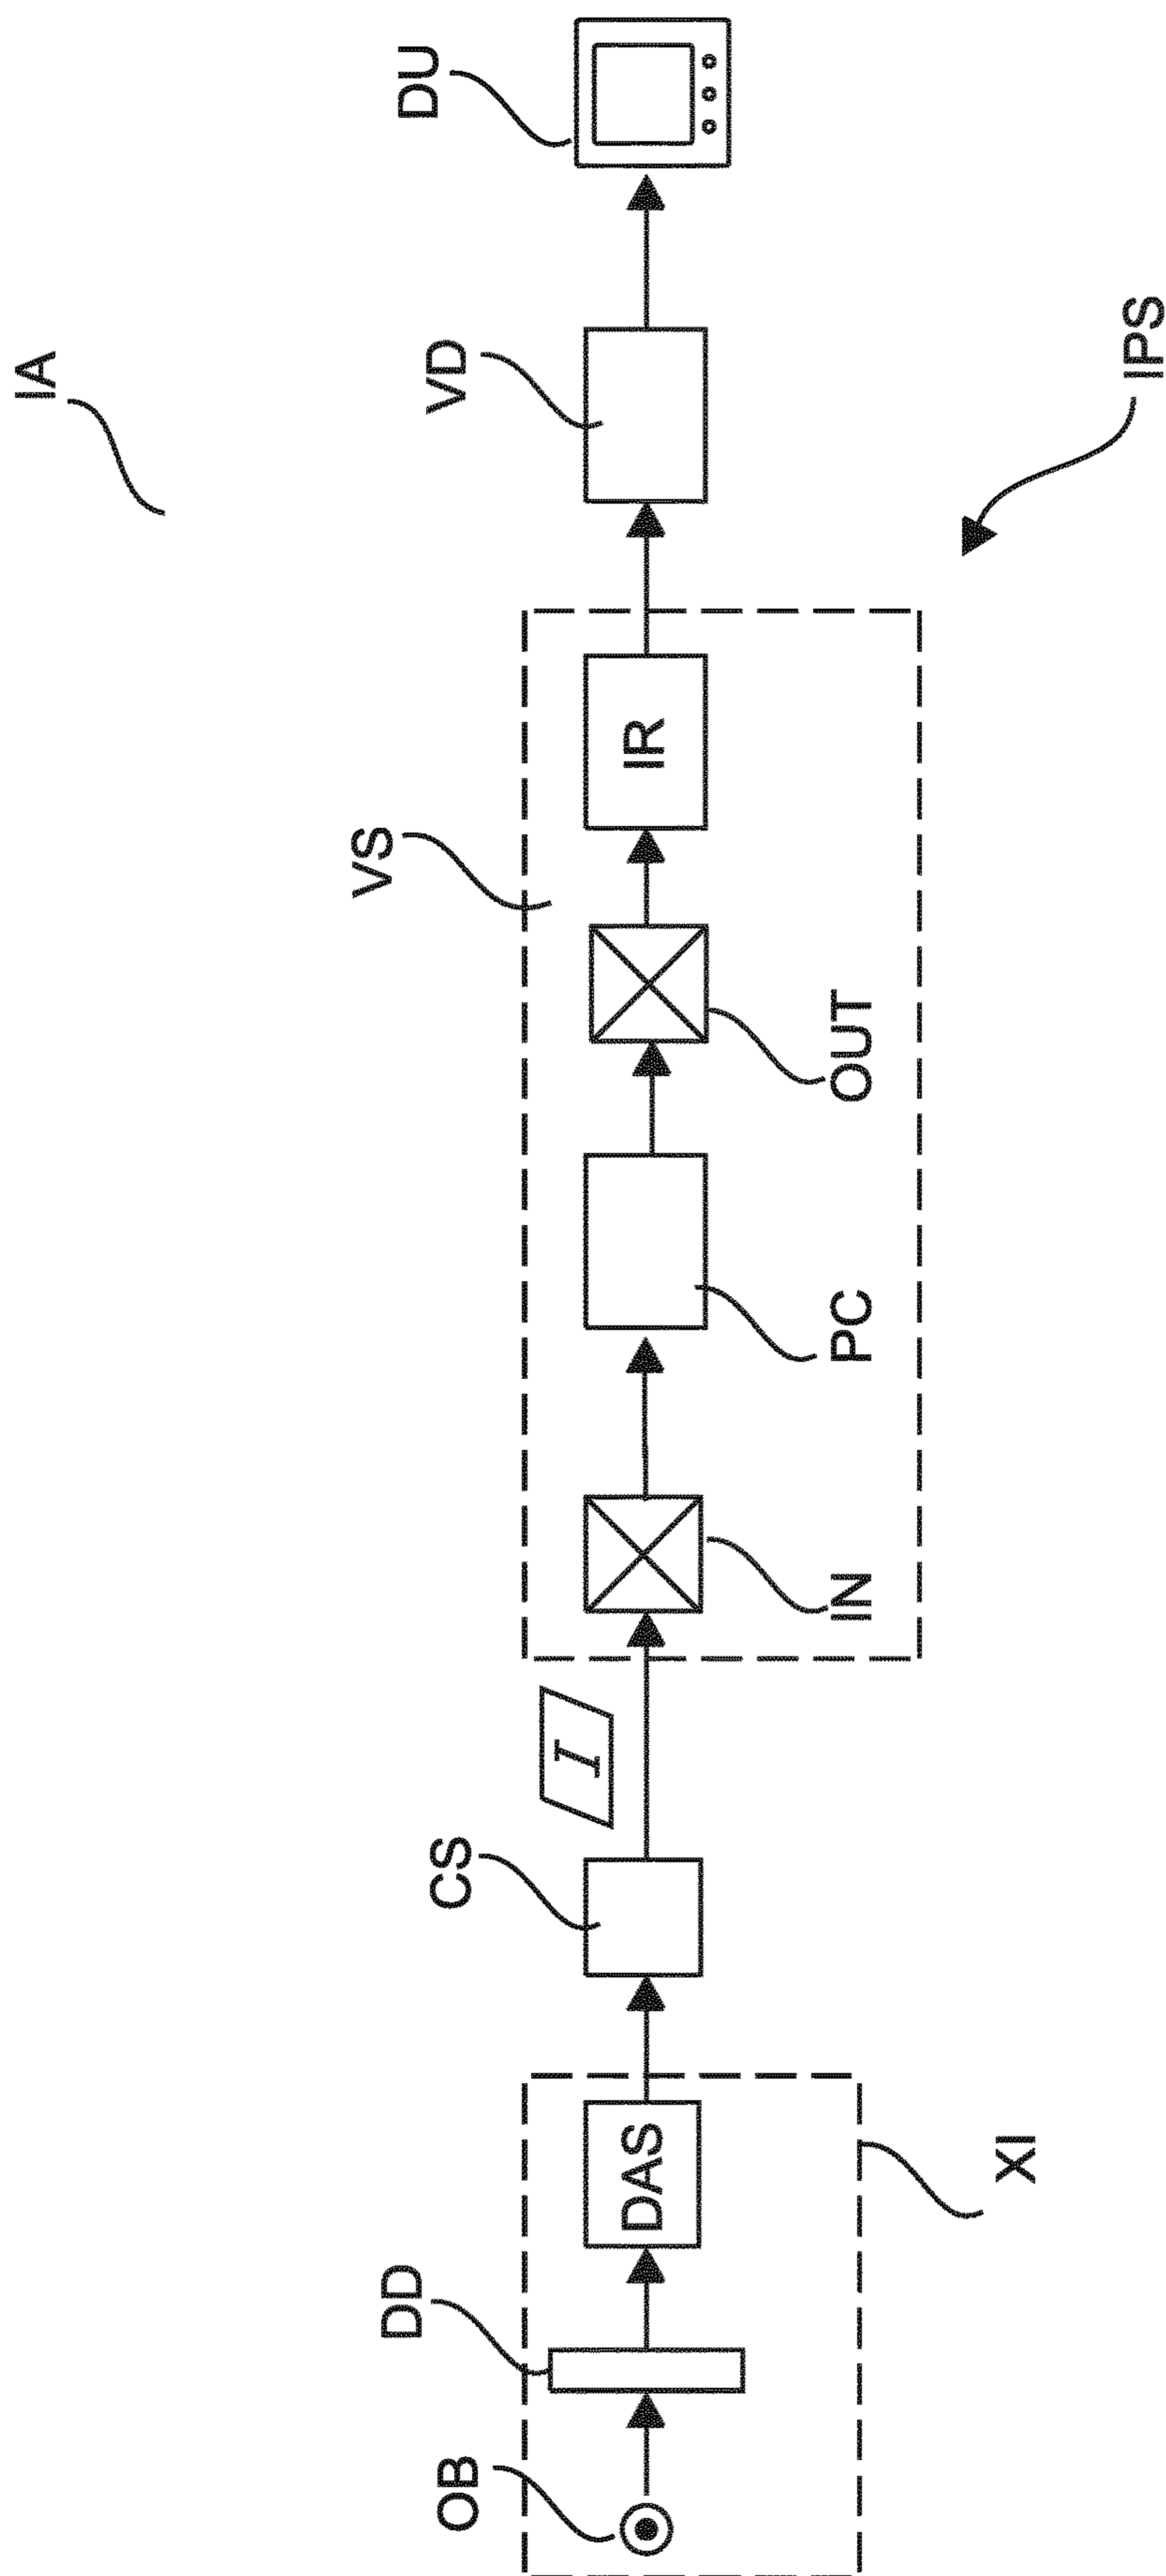 IA
IPS
OB
DD
DAS
XI
CS
I
IN
PC
VS
OUT
IR
VD
DU